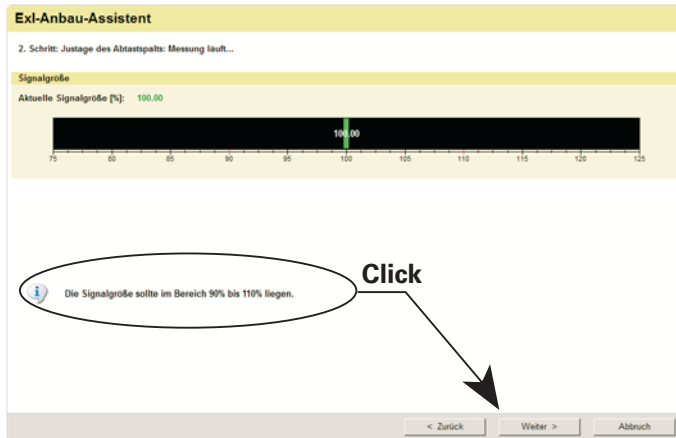 ExI-Anbau-Assistent
2. Schritt: Justage des Abtastspalts: Messung läuft...
Signalgröße
Aktuelle Signalgröße [%]: 100.00
100.00
75 80 85 90 95 100 105 110 115 120 125
Click
Die Signalgröße sollte im Bereich 90% bis 110% liegen.
< Zurück Weiter > Abbruch